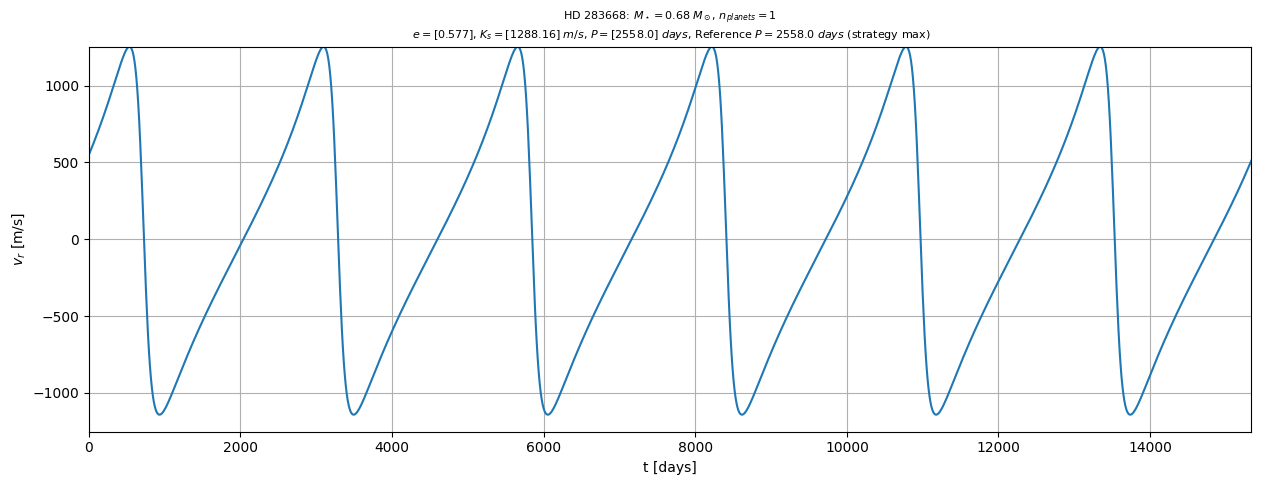 HD 283668: $M_\star = 0.68\ M_\odot$, $n_{planets} = 1$
$e = [0.577]$, $K_s = [1288.16]\ m/s$, $P = [2558.0]\ days$, Reference $P = 2558.0\ days$ (strategy max)
1000
500
0
−500
−1000
$v_r$ [m/s]
0 2000 4000 6000 8000 10000 12000 14000
t [days]